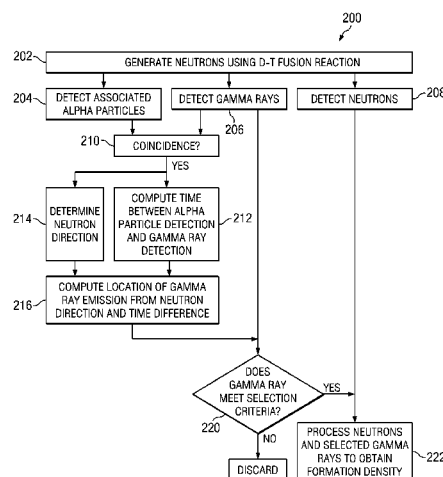 200
202
GENERATE NEUTRONS USING D-T FUSION REACTION
204
DETECT ASSOCIATED
ALPHA PARTICLES
DETECT GAMMA RAYS
206
DETECT NEUTRONS
208
210
COINCIDENCE?
YES
214
DETERMINE
NEUTRON
DIRECTION
COMPUTE TIME
BETWEEN ALPHA
PARTICLE DETECTION
AND GAMMA RAY
DETECTION
212
216
COMPUTE LOCATION OF GAMMA
RAY EMISSION FROM NEUTRON
DIRECTION AND TIME DIFFERENCE
DOES
GAMMA RAY
MEET SELECTION
CRITERIA?
220
YES
NO
DISCARD
PROCESS NEUTRONS
AND SELECTED GAMMA
RAYS TO OBTAIN
FORMATION DENSITY
222